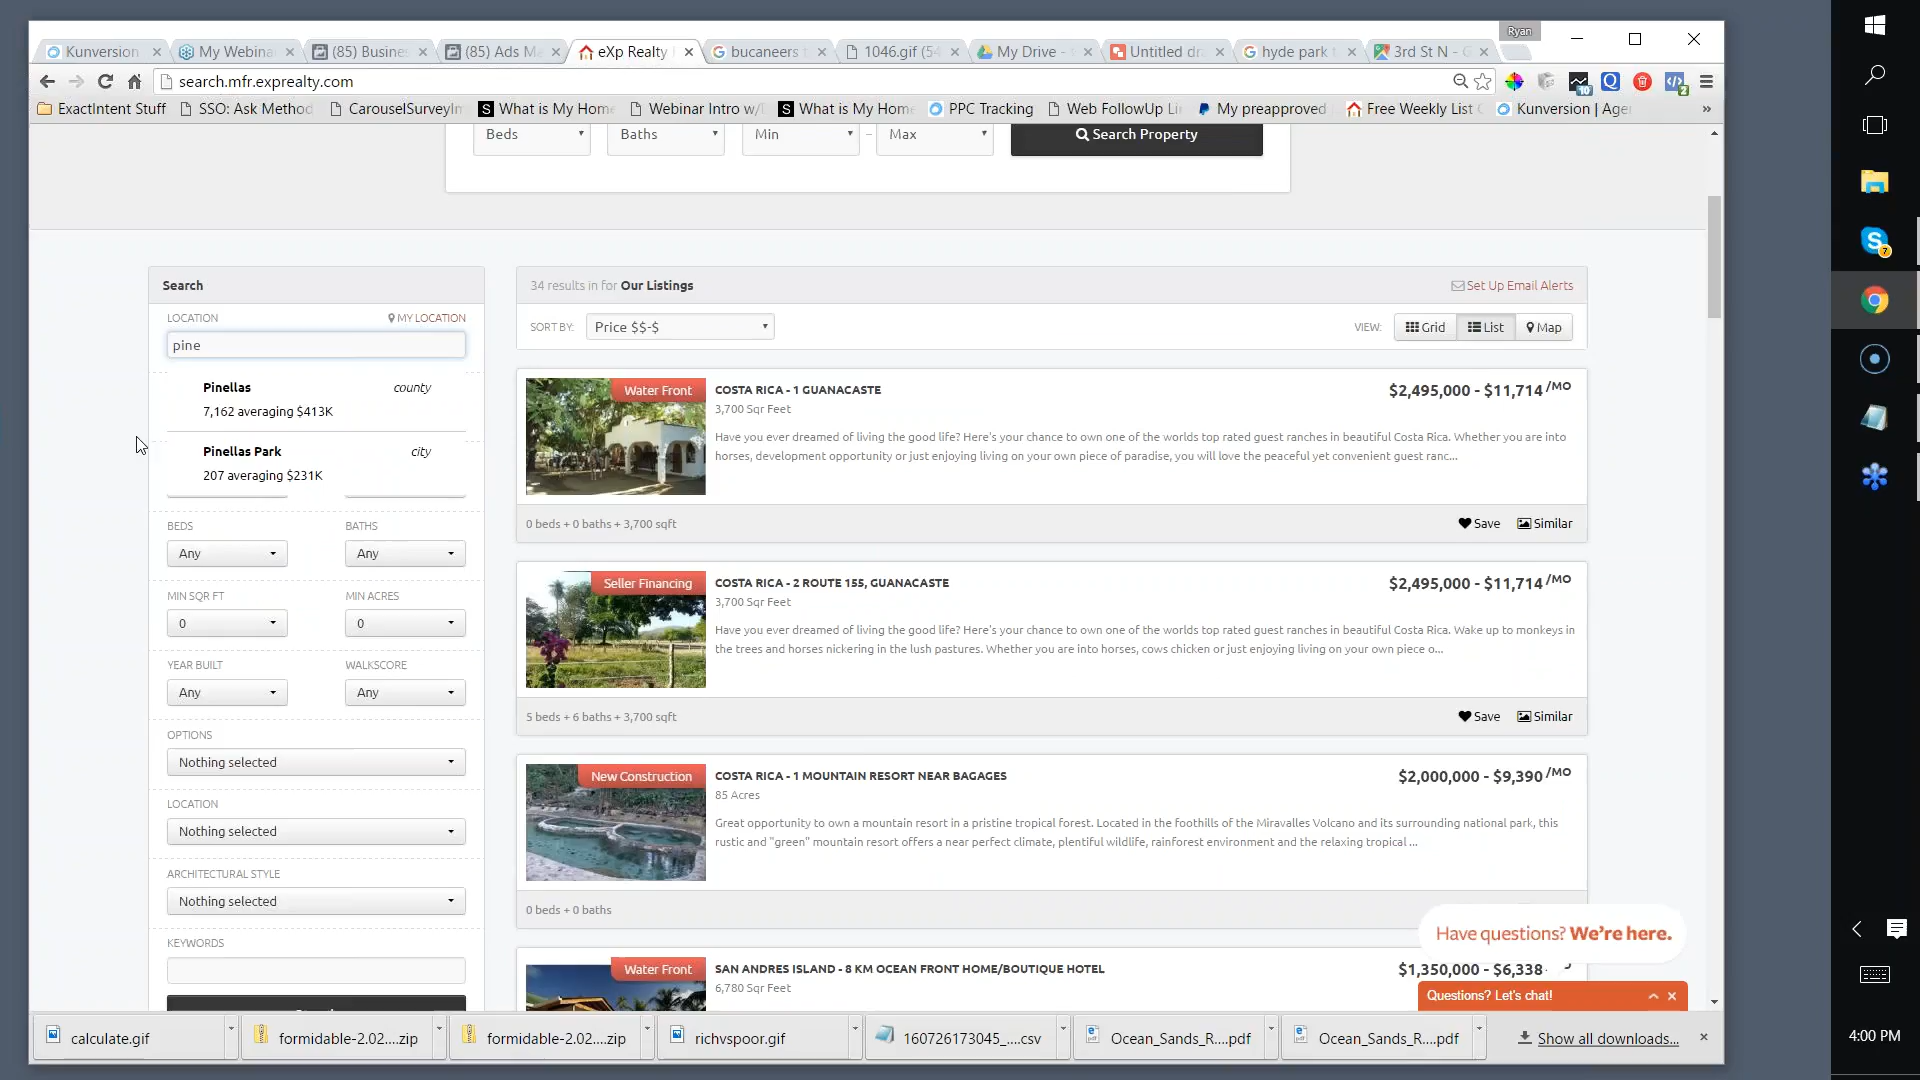 Ryan
Kunversion
My Webina
(85) Busine
(85) Ads M
eXp Realty
bucaneers
1046.gif (54
My Drive -
Untitled dr
hyde park
3rd St N - G
search.mfr.exprealty.com
ExactIntent Stuff
SSO: Ask Method
CarouselSurveyIm
What is My Home
Webinar Intro w/
What is My Home
PPC Tracking
Web FollowUp Li
My preapproved
Free Weekly List
Kunversion | Age
»
Beds
Baths
Min
–
Max
Search Property
Search
34 results in for Our Listings
Set Up Email Alerts
LOCATION
MY LOCATION
SORT BY:
Price $$-$
VIEW:
Grid
List
Map
pine
Pinellas
county
7,162 averaging $413K
Pinellas Park
city
207 averaging $231K
BEDS
BATHS
Any
Any
MIN SQR FT
MIN ACRES
0
0
YEAR BUILT
WALKSCORE
Any
Any
OPTIONS
Nothing selected
LOCATION
Nothing selected
ARCHITECTURAL STYLE
Nothing selected
KEYWORDS
Water Front
COSTA RICA - 1 GUANACASTE
$2,495,000 - $11,714 /MO
3,700 Sqr Feet
Have you ever dreamed of living the good life? Here's your chance to own one of the worlds top rated guest ranches in beautiful Costa Rica. Whether you are into
horses, development opportunity or just enjoying living on your own piece of paradise, you will love the peaceful yet convenient guest ranc...
0 beds + 0 baths + 3,700 sqft
Save
Similar
Seller Financing
COSTA RICA - 2 ROUTE 155, GUANACASTE
$2,495,000 - $11,714 /MO
3,700 Sqr Feet
Have you ever dreamed of living the good life? Here's your chance to own one of the worlds top rated guest ranches in beautiful Costa Rica. Wake up to monkeys in
the trees and horses nickering in the lush pastures. Whether you are into horses, cows chicken or just enjoying living on your own piece o...
5 beds + 6 baths + 3,700 sqft
Save
Similar
New Construction
COSTA RICA - 1 MOUNTAIN RESORT NEAR BAGAGES
$2,000,000 - $9,390 /MO
85 Acres
Great opportunity to own a mountain resort in a pristine tropical forest. Located in the foothills of the Miravalles Volcano and its surrounding national park, this
rustic and "green" mountain resort offers a near perfect climate, plentiful wildlife, rainforest environment and the relaxing tropical ...
0 beds + 0 baths
Have questions? We're here.
Water Front
SAN ANDRES ISLAND - 8 KM OCEAN FRONT HOME/BOUTIQUE HOTEL
$1,350,000 - $6,338
6,780 Sqr Feet
Questions? Let's chat!
calculate.gif
formidable-2.02....zip
formidable-2.02....zip
richvspoor.gif
160726173045_....csv
Ocean_Sands_R....pdf
Ocean_Sands_R....pdf
Show all downloads...
4:00 PM